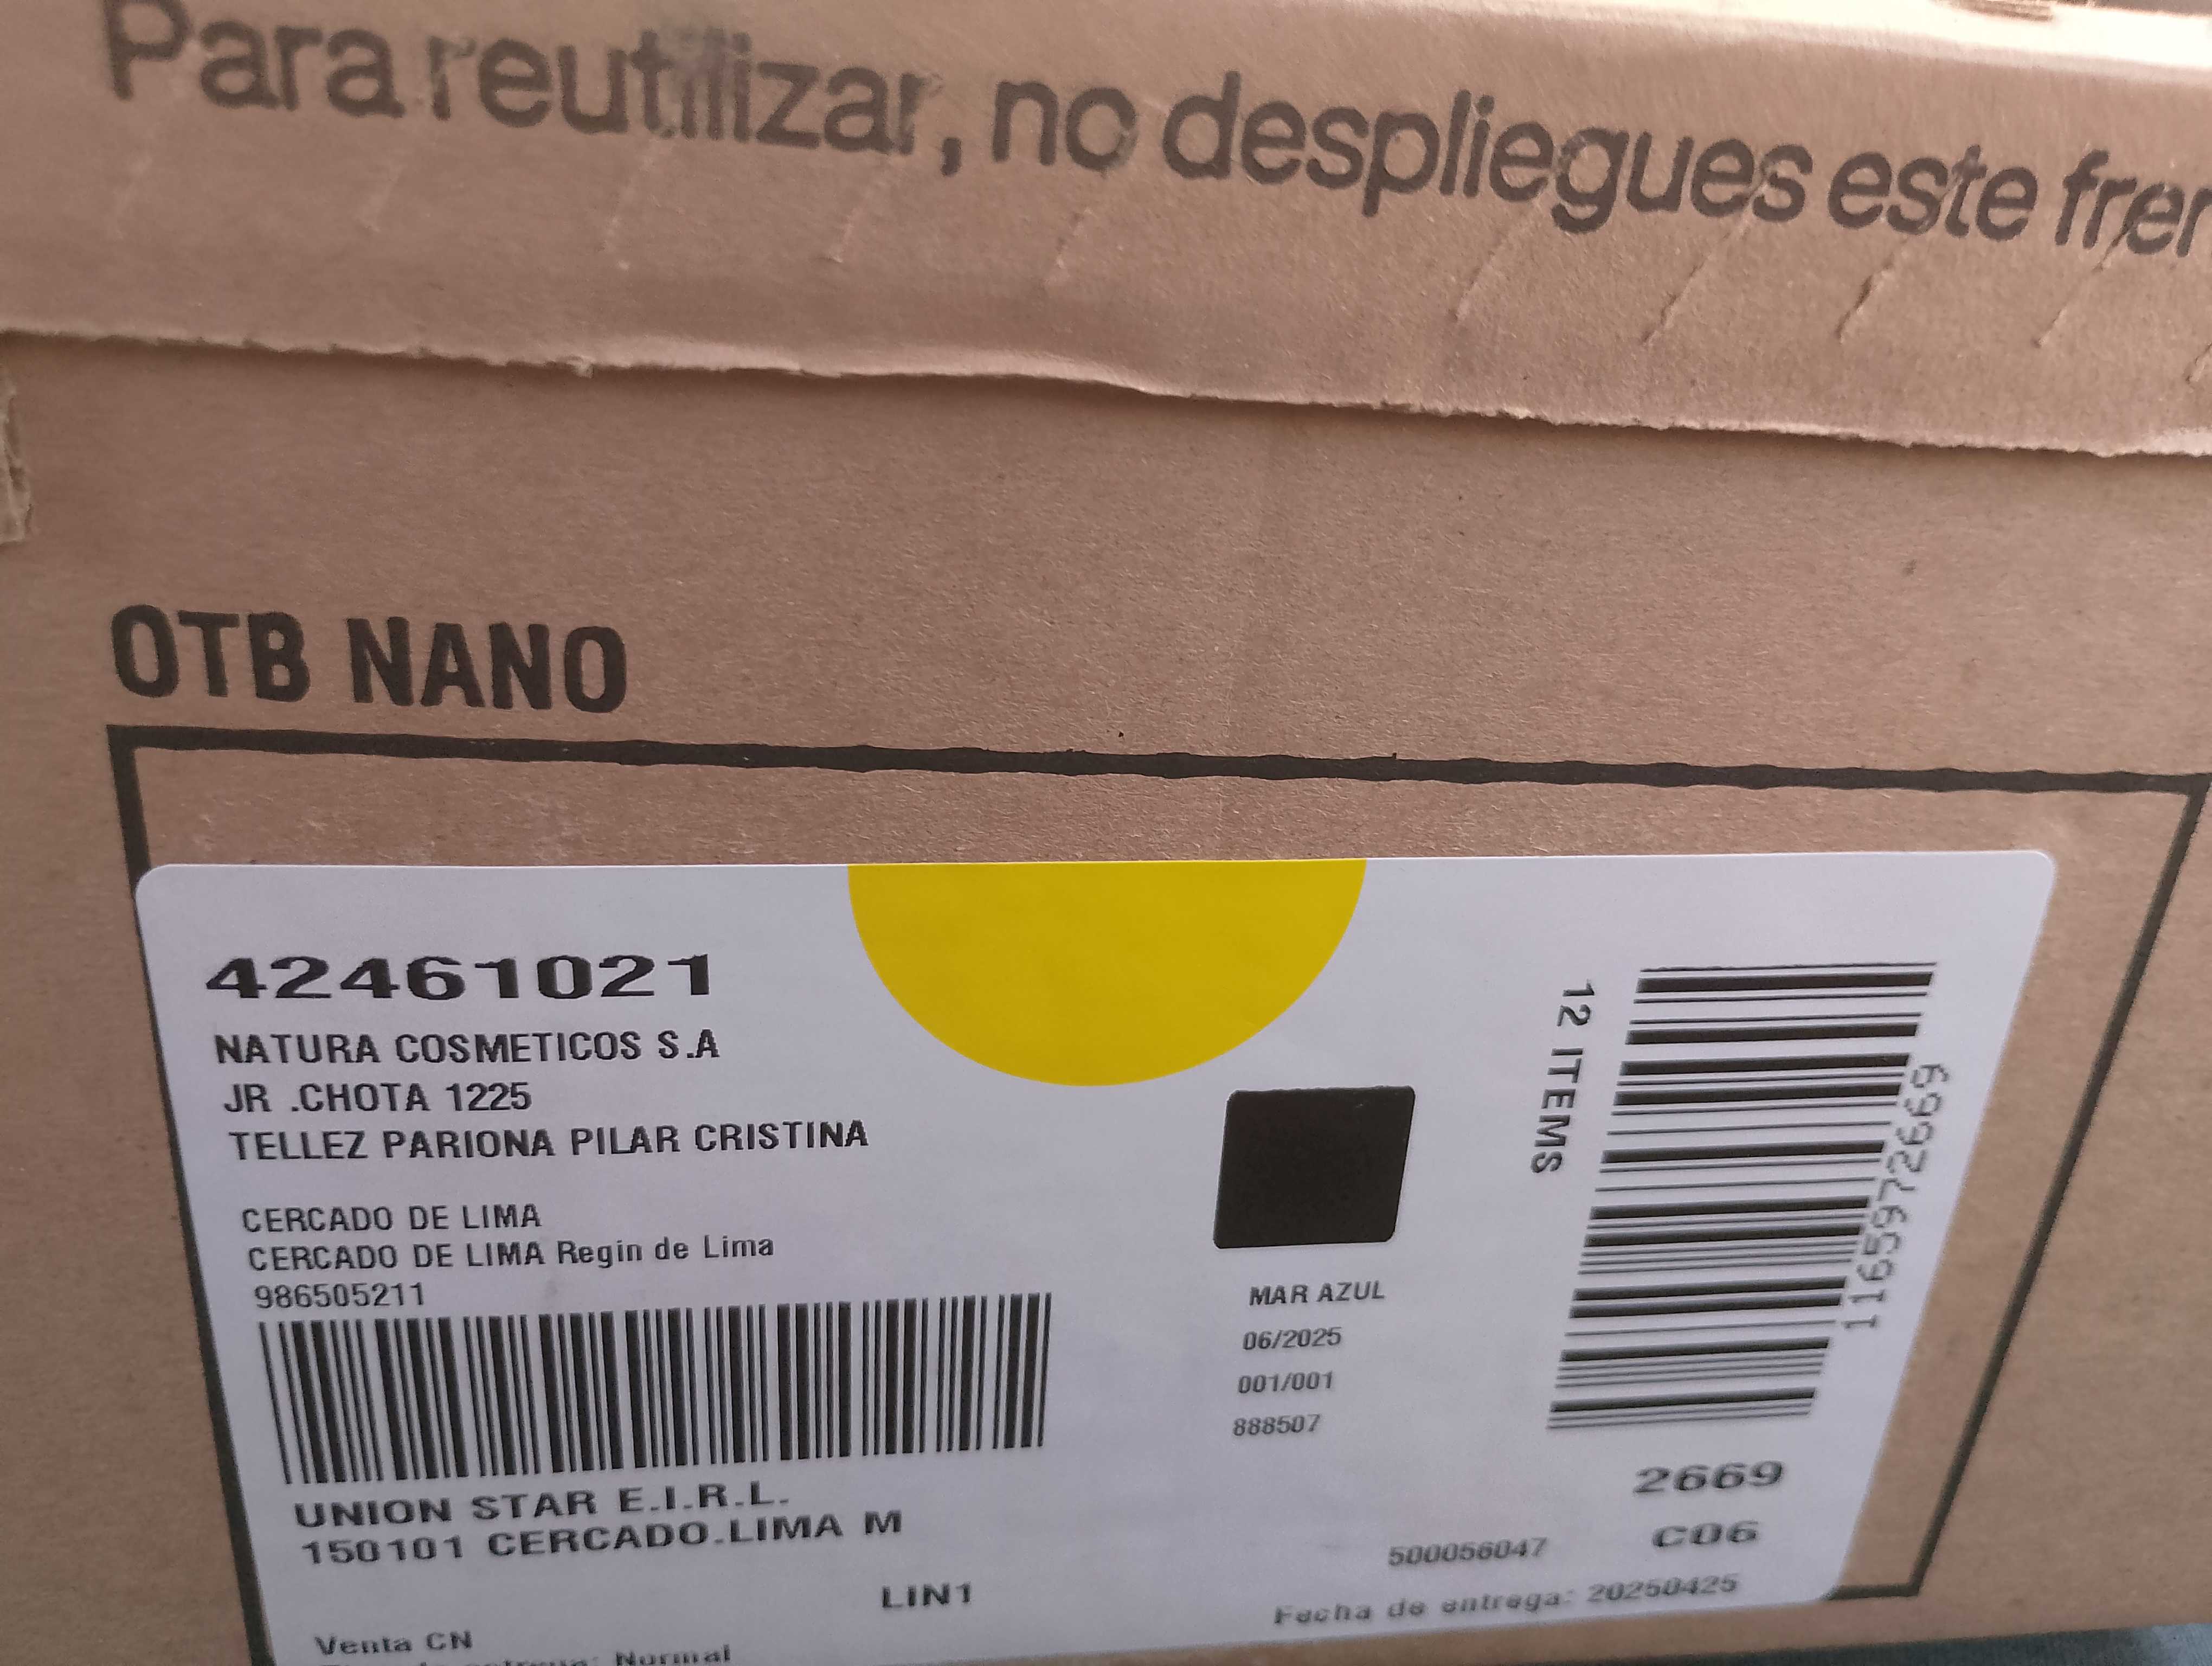 Para reutilizar, no despliegues este fren
OTB NANO
42461021
NATURA COSMETICOS S.A
JR .CHOTA 1225
TELLEZ PARIONA PILAR CRISTINA
CERCADO DE LIMA
CERCADO DE LIMA Regin de Lima
986505211
UNION STAR E.I.R.L.
150101 CERCADO.LIMA M
LIN1
Venta CN
entrega: Normal
MAR AZUL
06/2025
001/001
888507
12 ITEMS
1165972669
2669
C06
500056047
Fecha de entrega: 20250425